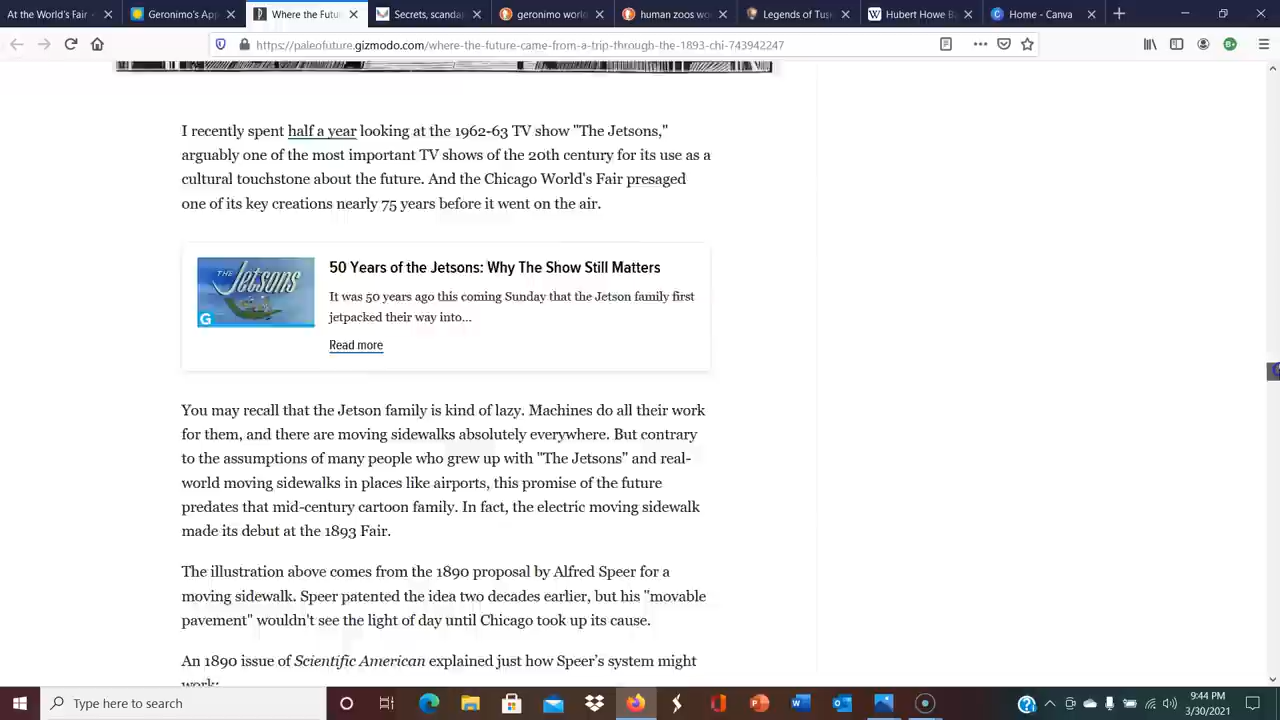 At the World's Fair
Geronimo's Ap
Where the Future
Secrets, scandal
geronimo world
human zoos wo
Legends of Tus
Hubert Howe B
Home - Canva
https://paleofuture.gizmodo.com/where-the-future-came-from-a-trip-through-the-1893-chi-743942247
I recently spent half a year looking at the 1962-63 TV show "The Jetsons,"
arguably one of the most important TV shows of the 20th century for its use as a
cultural touchstone about the future. And the Chicago World's Fair presaged
one of its key creations nearly 75 years before it went on the air.
THE Jetsons
G
50 Years of the Jetsons: Why The Show Still Matters
It was 50 years ago this coming Sunday that the Jetson family first
jetpacked their way into...
Read more
You may recall that the Jetson family is kind of lazy. Machines do all their work
for them, and there are moving sidewalks absolutely everywhere. But contrary
to the assumptions of many people who grew up with "The Jetsons" and real-
world moving sidewalks in places like airports, this promise of the future
predates that mid-century cartoon family. In fact, the electric moving sidewalk
made its debut at the 1893 Fair.
The illustration above comes from the 1890 proposal by Alfred Speer for a
moving sidewalk. Speer patented the idea two decades earlier, but his "movable
pavement" wouldn't see the light of day until Chicago took up its cause.
An 1890 issue of Scientific American explained just how Speer's system might
work:
Type here to search
9:44 PM
3/30/2021